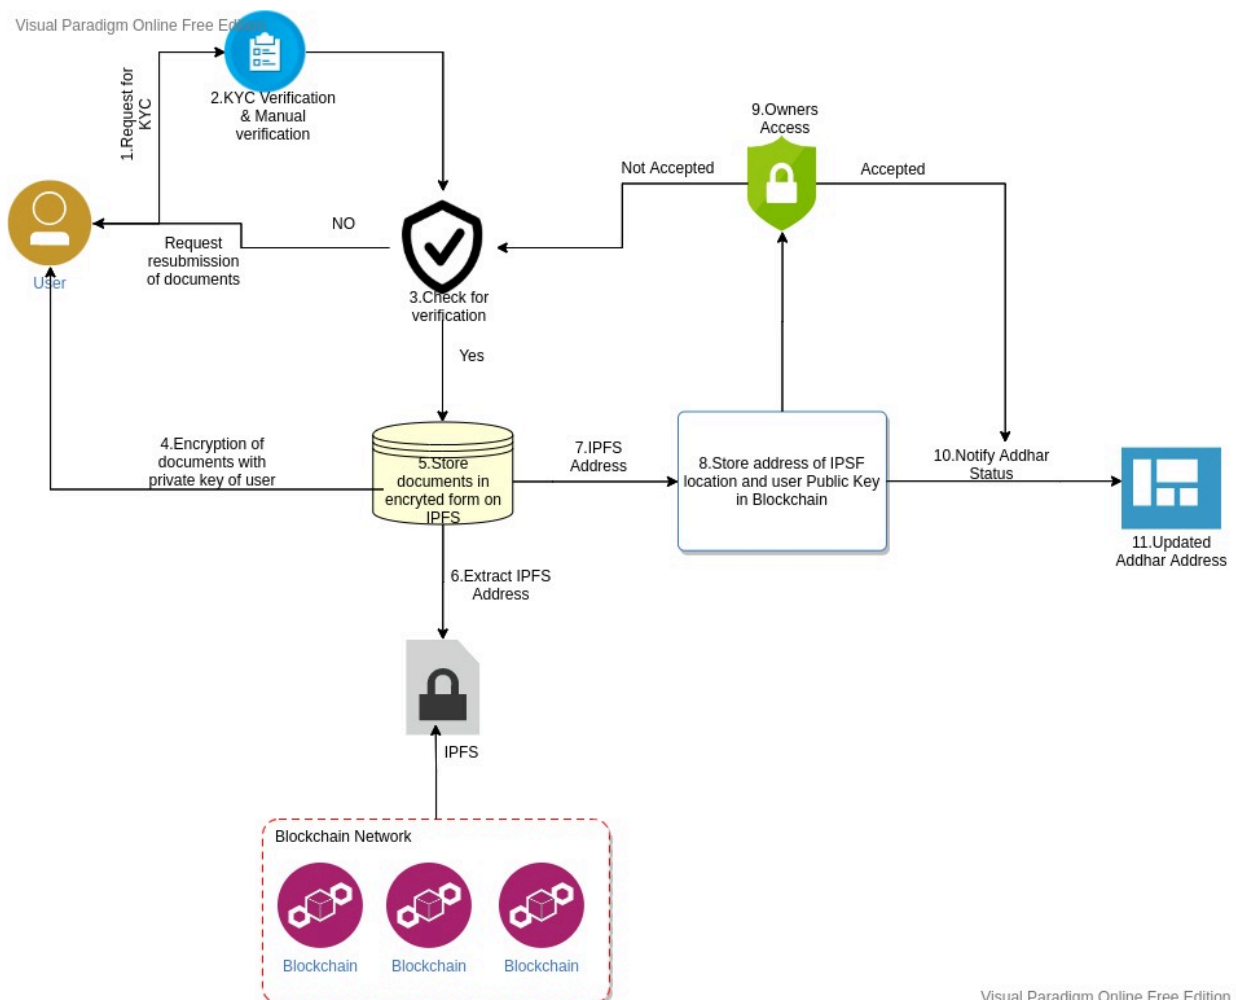 Visual Paradigm Online Free Edition
1.Request for
KYC
2.KYC Verification
& Manual
verification
9.Owners
Access
Not Accepted
Accepted
NO
Request
resubmission
of documents
User
3.Check for
verification
Yes
4.Encryption of
documents with
private key of user
5.Store
documents in
encryted form on
IPFS
7.IPFS
Address
8.Store address of IPSF
location and user Public Key
in Blockchain
10.Notify Addhar
Status
11.Updated
Addhar Address
6.Extract IPFS
Address
IPFS
Blockchain Network
Blockchain
Blockchain
Blockchain
Visual Paradigm Online Free Edition